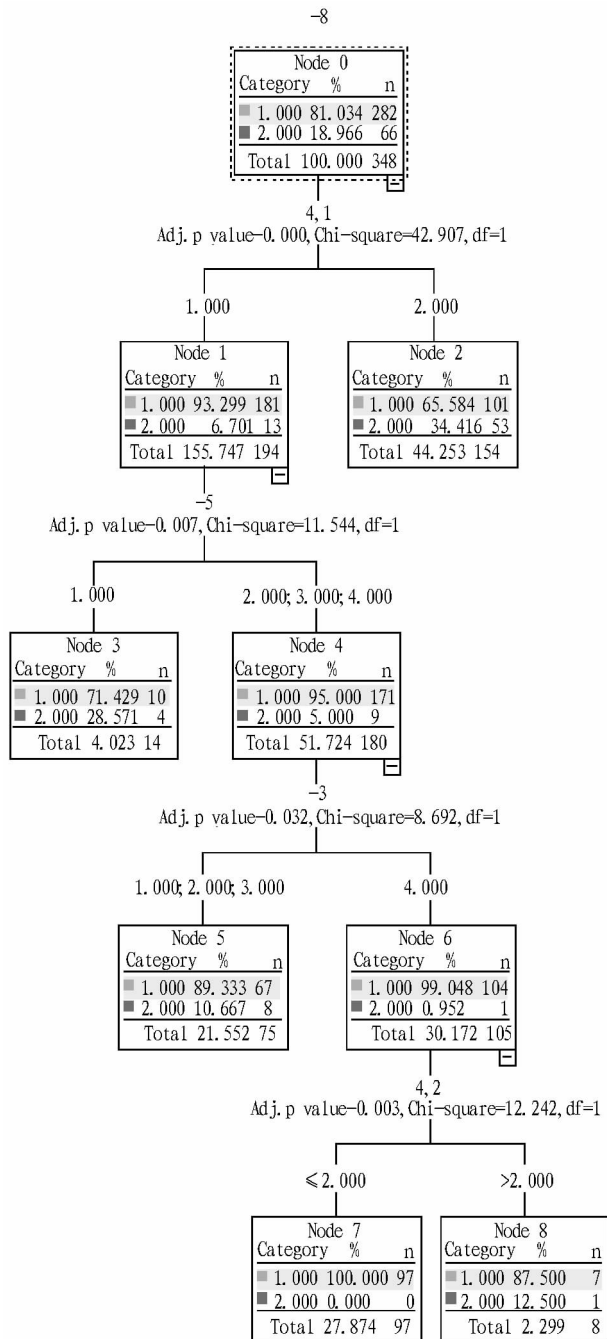 -8
Node 0
Category % n
1.000 81.034 282
2.000 18.966 66
Total 100.000 348
4,1
Adj.p value-0.000,Chi-square=42.907,df=1
1.000
2.000
Node 1
Category % n
1.000 93.299 181
2.000 6.701 13
Total 155.747 194
Node 2
Category % n
1.000 65.584 101
2.000 34.416 53
Total 44.253 154
-5
Adj.p value-0.007,Chi-square=11.544,df=1
1.000
2.000;3.000;4.000
Node 3
Category % n
1.000 71.429 10
2.000 28.571 4
Total 4.023 14
Node 4
Category % n
1.000 95.000 171
2.000 5.000 9
Total 51.724 180
-3
Adj.p value-0.032,Chi-square=8.692,df=1
1.000;2.000;3.000
4.000
Node 5
Category % n
1.000 89.333 67
2.000 10.667 8
Total 21.552 75
Node 6
Category % n
1.000 99.048 104
2.000 0.952 1
Total 30.172 105
4,2
Adj.p value-0.003,Chi-square=12.242,df=1
≤2.000
>2.000
Node 7
Category % n
1.000 100.000 97
2.000 0.000 0
Total 27.874 97
Node 8
Category % n
1.000 87.500 7
2.000 12.500 1
Total 2.299 8